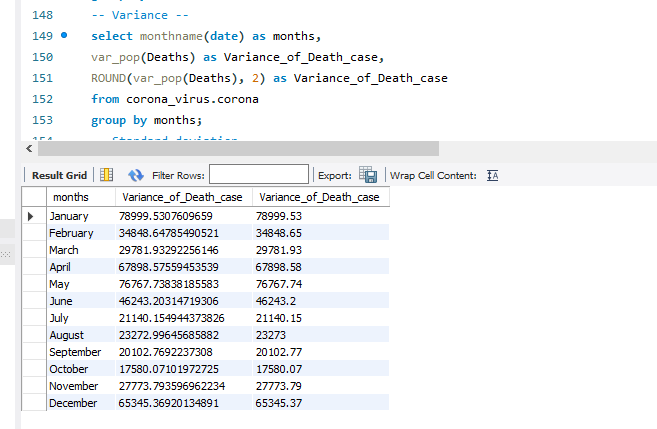 148 -- Variance --
149 select monthname(date) as months,
150 var_pop(Deaths) as Variance_of_Death_case,
151 ROUND(var_pop(Deaths), 2) as Variance_of_Death_case
152 from corona_virus.corona
153 group by months;
Result Grid Filter Rows: Export: Wrap Cell Content:
months Variance_of_Death_case Variance_of_Death_case
January 78999.5307609659 78999.53
February 34848.64785490521 34848.65
March 29781.93292256146 29781.93
April 67898.57559453539 67898.58
May 76767.73838185583 76767.74
June 46243.20314719306 46243.2
July 21140.154944373826 21140.15
August 23272.99645685882 23273
September 20102.7692237308 20102.77
October 17580.07101972725 17580.07
November 27773.793596962234 27773.79
December 65345.36920134891 65345.37